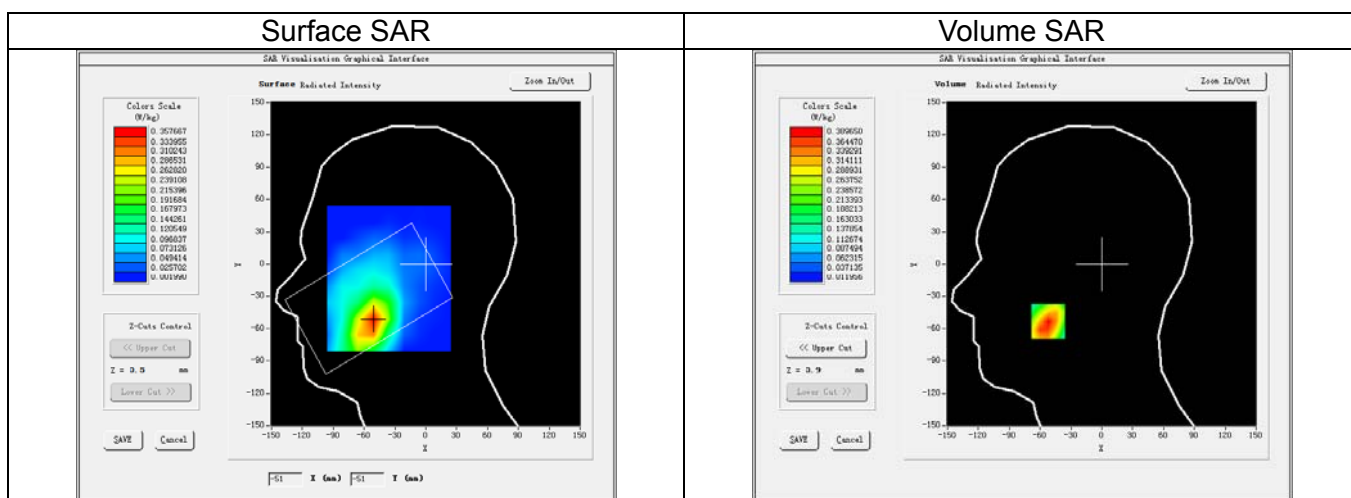 Surface SAR
SAR Visualisation Graphical Interface
Surface Radiated Intensity
Zoom In/Out
Colors Scale
(W/kg)
0.357667
0.333955
0.310243
0.286531
0.262820
0.239108
0.215396
0.191684
0.167973
0.144261
0.120549
0.096837
0.073126
0.049414
0.025702
0.001990
Z-Cuts Control
<< Upper Cut
Lower Cut >>
SAVE
Cancel
150
120
90
60
30
0
-30
-60
-90
-120
-150
Y
-150 -120 -90 -60 -30 0 30 60 90 120 150
X
-51 X (mm) -51 Y (mm)
Volume SAR
SAR Visualisation Graphical Interface
Volume Radiated Intensity
Zoom In/Out
Colors Scale
(W/kg)
0.389650
0.364470
0.339291
0.314111
0.288931
0.263752
0.238572
0.213393
0.188213
0.163033
0.137854
0.112674
0.087494
0.062315
0.037135
0.011956
Z-Cuts Control
<< Upper Cut
Z = 3.9 mm
Lower Cut >>
SAVE
Cancel
150
120
90
60
30
0
-30
-60
-90
-120
-150
Y
-150 -120 -90 -60 -30 0 30 60 90 120 150
X